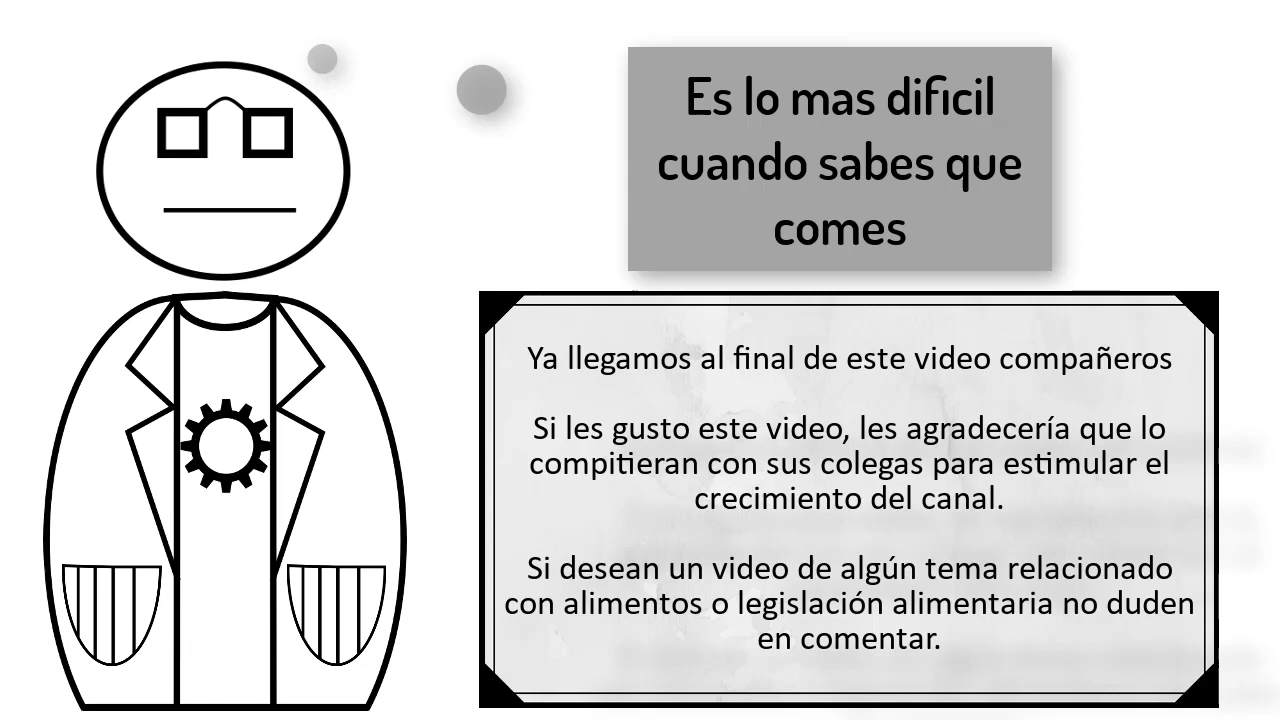 Es lo mas dificil
cuando sabes que
comes
Ya llegamos al final de este video compañeros
Si les gusto este video, les agradecería que lo
compitieran con sus colegas para estimular el
crecimiento del canal.
Si desean un video de algún tema relacionado
con alimentos o legislación alimentaria no duden
en comentar.